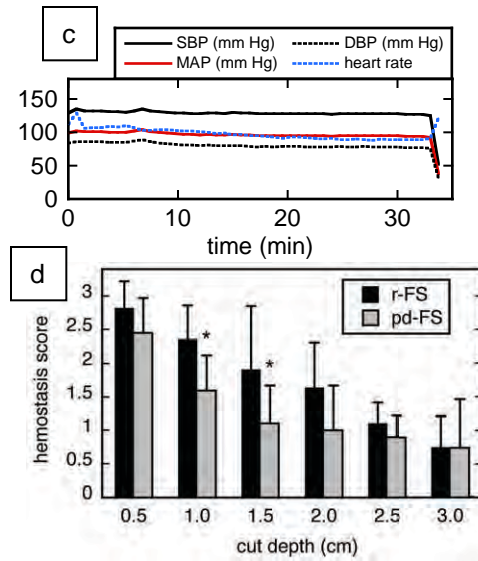 c
SBP (mm Hg) DBP (mm Hg)
MAP (mm Hg) heart rate
150
100
50
0
0 10 20 30
time (min)
d
r-FS
pd-FS
3
2.5
2
1.5
1
0.5
0
* *
hemostasis score
0.5 1.0 1.5 2.0 2.5 3.0
cut depth (cm)